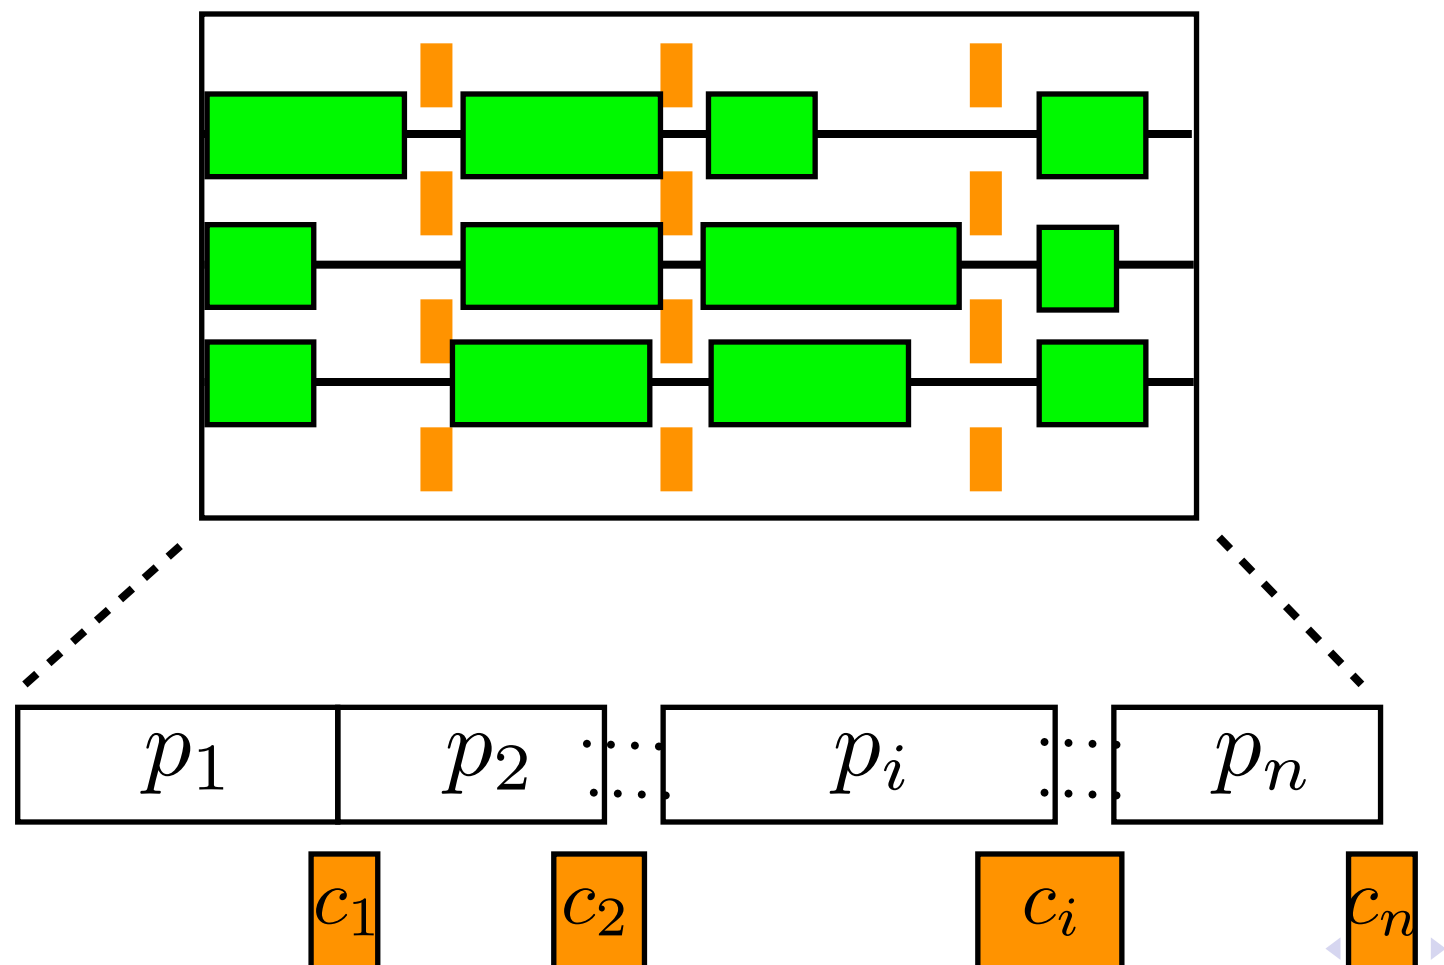 p₁ p₂ pᵢ pₙ
c₁ c₂ cᵢ cₙ